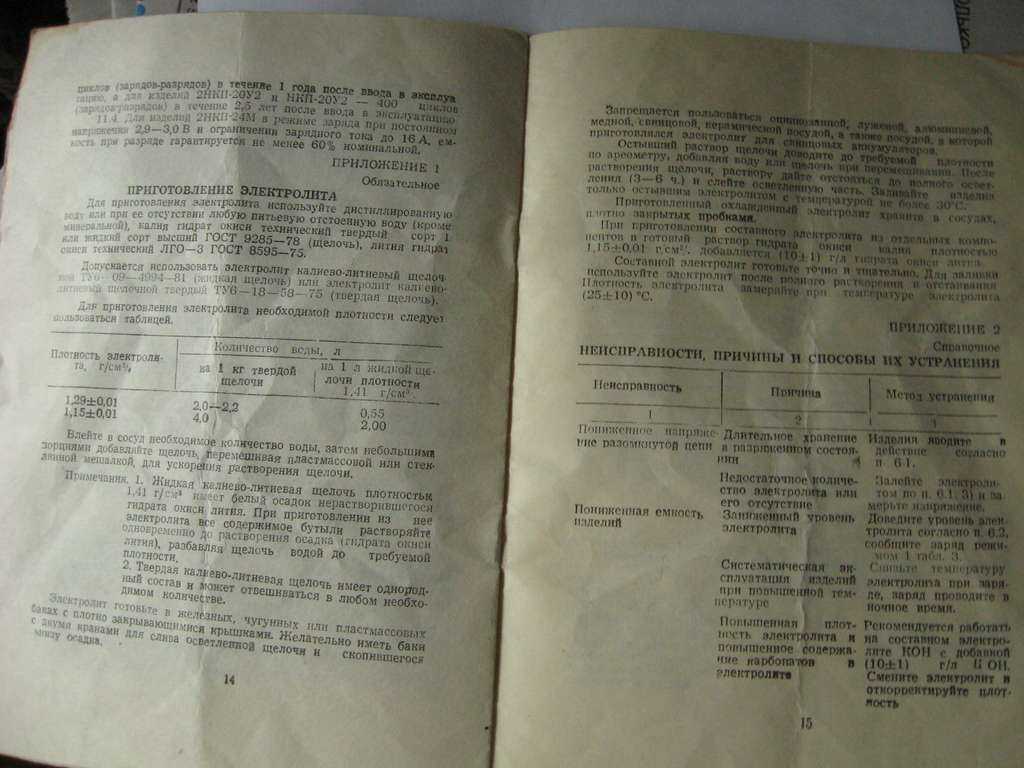 циклов (зарядов-разрядов) в течение 1 года после ввода в эксплуа
тацию, а для изделий 2НКП-20У2 и НКП-20У2 — 400 циклов
(зарядов-разрядов) в течение 2,5 лет после ввода в эксплуатацию.
11.4. Для изделий 2НКП-24М в режиме заряда при постоянном
напряжении 2,9—3,0 В и ограничении зарядного тока до 16 А, ем-
кость при разряде гарантируется не менее 60% номинальной.
ПРИЛОЖЕНИЕ 1
Обязательное
ПРИГОТОВЛЕНИЕ ЭЛЕКТРОЛИТА
Для приготовления электролита используйте дистиллированную
воду или при ее отсутствии любую питьевую отстоенную воду (кроме
минеральной), калия гидрат окиси технический твердый сорт 1
или жидкий сорт высший ГОСТ 9285—78 (щелочь), лития гидрат
окиси технический ЛГО—3 ГОСТ 8595—75.
Допускается использовать электролит калиево-литиевый щелоч-
ной ТУ6—09—4994—81 (жидкая щелочь) или электролит калиево-
литиевый щелочной твердый ТУ6—18—58—75 (твердая щелочь).
Для приготовления электролита необходимой плотности следует
пользоваться таблицей.
Плотность электроли-
та, г/см³,
Количество воды, л
на 1 кг твердой
щелочи
на 1 л жидкой ще-
лочи плотности
1,41 г/см³
1,29±0,01 2,0—2,2 0,55
1,15±0,01 4,0 2,00
Влейте в сосуд необходимое количество воды, затем небольшими
порциями добавляйте щелочь, перемешивая пластмассовой или стек-
лянной мешалкой, для ускорения растворения щелочи.
Примечания. 1. Жидкая калиево-литиевая щелочь плотностью
1,41 г/см³ имеет белый осадок нерастворившегося
гидрата окиси лития. При приготовлении из нее
электролита все содержимое бутыли растворяйте
одновременно до растворения осадка (гидрата окиси
лития), разбавляя щелочь водой до требуемой
плотности.
2. Твердая калиево-литиевая щелочь имеет однород-
ный состав и может отвешиваться в любом необхо-
димом количестве.
Электролит готовьте в железных, чугунных или пластмассовых
баках с плотно закрывающимися крышками. Желательно иметь баки
с двумя кранами для слива осветленной щелочи и скопившегося
внизу осадка.
14
Запрещается пользоваться оцинкованной, луженой, алюминиевой,
медной, свинцовой, керамической посудой, а также посудой, в которой
приготовлялся электролит для свинцовых аккумуляторов.
Остывший раствор щелочи доводите до требуемой плотности
по ареометру, добавляя воду или щелочь при перемешивании. После
растворения щелочи, раствору дайте отстояться до полного освет-
ления (3—6 ч.) и слейте осветленную часть. Заливайте изделия
только остывшим электролитом с температурой не более 30°С.
Приготовленный охлажденный электролит храните в сосудах,
плотно закрытых пробками.
При приготовлении составного электролита из отдельных компо-
нентов в готовый раствор гидрата окиси калия плотностью
1,15±0,01 г/см³ добавляется (10±1) г/л гидрата окиси лития.
Составной электролит готовьте точно и тщательно. Для заливки
используйте электролит после полного растворения и отстаивания
Плотность электролита замеряйте при температуре электролита
(25±10) °С.
ПРИЛОЖЕНИЕ 2
Справочное
НЕИСПРАВНОСТИ, ПРИЧИНЫ И СПОСОБЫ ИХ УСТРАНЕНИЯ
Неисправность Причина Метод устранения
1 2 3
Пониженное напряже-
ние разомкнутой цепи
Длительное хранение
в разряженном состоя-
нии
Изделия вводите в
действие согласно
п. 6.1.
Недостаточное количе-
ство электролита или
его отсутствие
Залейте электроли-
том по п. 6.1. 3) и за
мерьте напряжение.
Пониженная емкость
изделий
Заниженный уровень
электролита
Доведите уровень элек-
тролита согласно п. 6.2,
сообщите заряд режи-
мом 1 табл. 3.
Систематическая эк-
сплуатация изделий
при повышенной тем-
пературе
Снизьте температуру
электролита при заря-
де, заряд проводите в
ночное время.
Повышенная плот-
ность электролита и
повышенное содержа-
ние карбонатов в
электролите
Рекомендуется работать
на составном электро-
лите КОН с добавкой
(10±1) г/л Li ОН.
Смените электролит и
откорректируйте плот-
ность
15